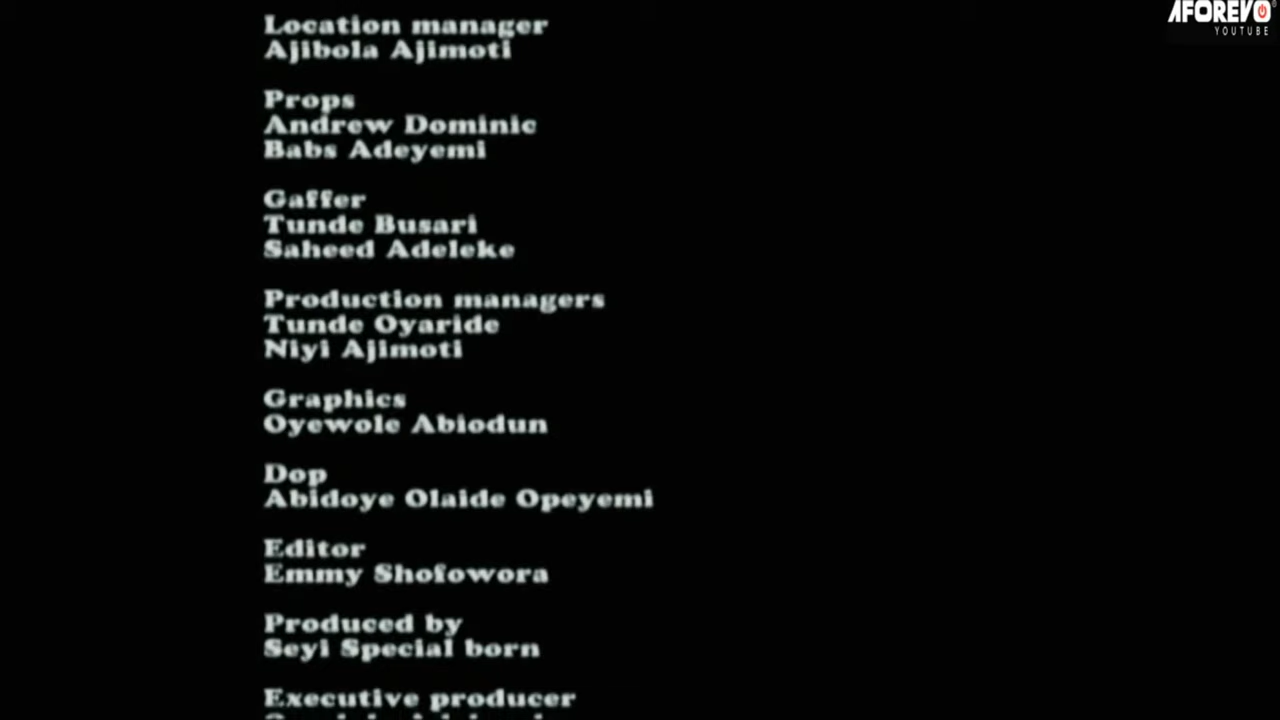 AFOREVO
YOUTUBE
Location manager
Ajibola Ajimoti
Props
Andrew Dominic
Babs Adeyemi
Gaffer
Tunde Busari
Saheed Adeleke
Production managers
Tunde Oyaride
Niyi Ajimoti
Graphics
Oyewole Abiodun
Dop
Abidoye Olaide Opeyemi
Editor
Emmy Shofowora
Produced by
Seyi Special born
Executive producer